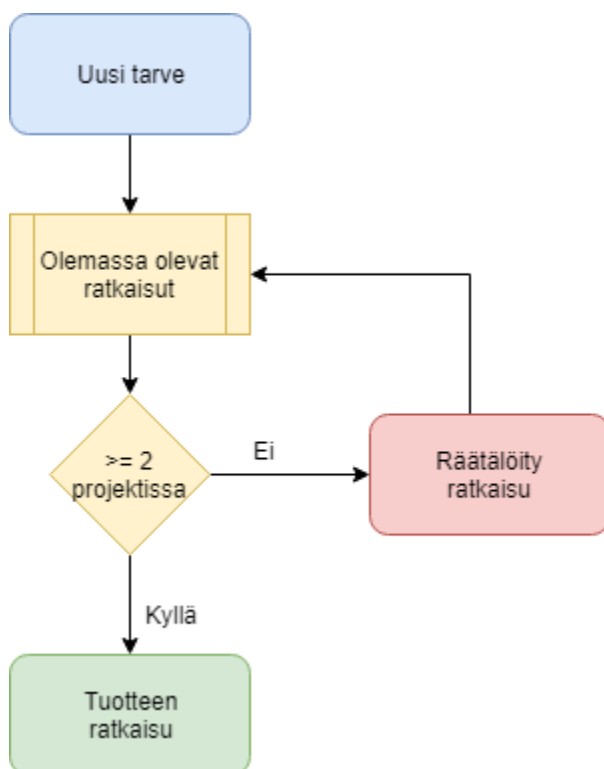 Uusi tarve
Olemassa olevat
ratkaisut
>= 2
projektissa
Ei
Räätälöity
ratkaisu
Kyllä
Tuotteen
ratkaisu